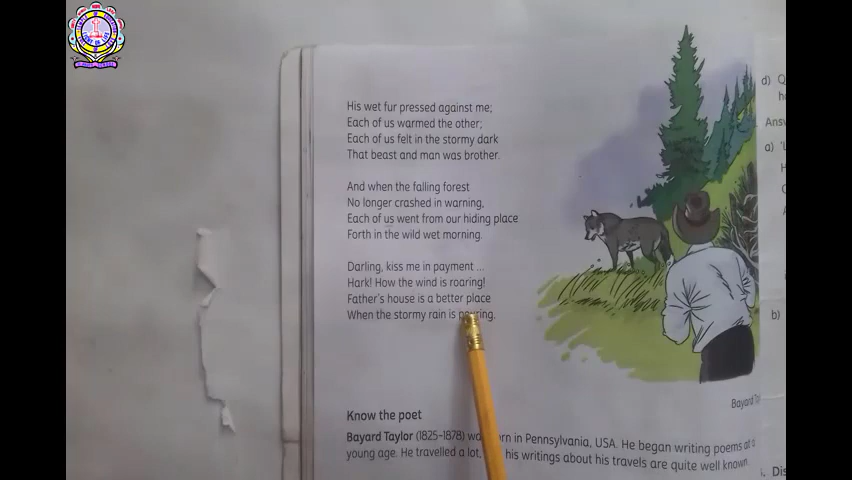 His wet fur pressed against me;
Each of us warmed the other;
Each of us felt in the stormy dark
That beast and man was brother.
And when the falling forest
No longer crashed in warning,
Each of us went from our hiding place
Forth in the wild wet morning.
Darling, kiss me in payment ...
Hark! How the wind is roaring!
Father's house is a better place
When the stormy rain is pouring.
Bayard
Know the poet
Bayard Taylor (1825-1878) was born in Pennsylvania, USA. He began writing poems at a
young age. He travelled a lot, his writings about his travels are quite well known.
d) Q
Answ
a)
b)